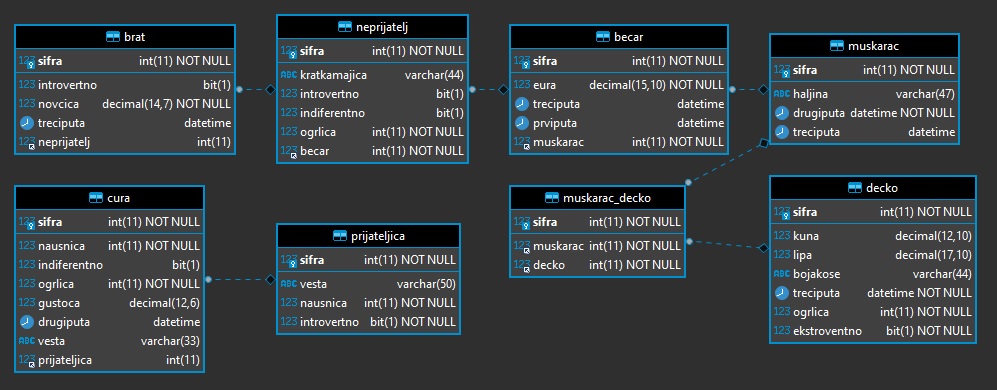 brat
123 sifra int(11) NOT NULL
123 introvertno bit(1)
123 novcica decimal(14,7) NOT NULL
treciputa datetime
123 neprijatelj int(11)
neprijatelj
123 sifra int(11) NOT NULL
ABC kratkamajica varchar(44)
123 introvertno bit(1)
123 indiferentno bit(1)
123 ogrlica int(11) NOT NULL
123 becar int(11) NOT NULL
becar
123 sifra int(11) NOT NULL
123 eura decimal(15,10) NOT NULL
treciputa datetime
prviputa datetime
123 muskarac int(11) NOT NULL
muskarac
123 sifra int(11) NOT NULL
ABC haljina varchar(47)
drugiputa datetime NOT NULL
treciputa datetime
cura
123 sifra int(11) NOT NULL
123 nausnica int(11) NOT NULL
123 indiferentno bit(1)
123 ogrlica int(11) NOT NULL
123 gustoca decimal(12,6)
drugiputa datetime
ABC vesta varchar(33)
123 prijateljica int(11)
prijateljica
123 sifra int(11) NOT NULL
ABC vesta varchar(50)
123 nausnica int(11) NOT NULL
123 introvertno bit(1) NOT NULL
muskarac_decko
123 sifra int(11) NOT NULL
123 muskarac int(11) NOT NULL
123 decko int(11) NOT NULL
decko
123 sifra int(11) NOT NULL
123 kuna decimal(12,10)
123 lipa decimal(17,10)
ABC bojakose varchar(44)
treciputa datetime NOT NULL
123 ogrlica int(11) NOT NULL
123 ekstroventno bit(1) NOT NULL